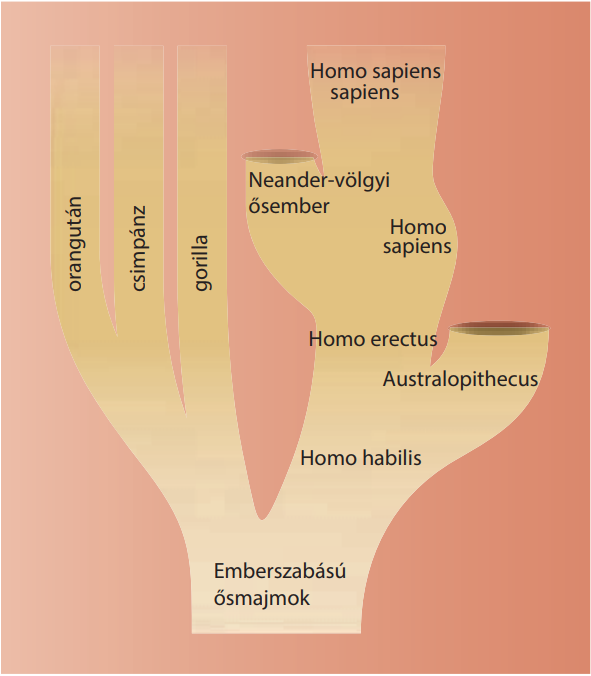 Homo sapiens
sapiens
Neander-völgyi
ősember
orangután
csimpánz
gorilla
Homo
sapiens
Homo erectus
Australopithecus
Homo habilis
Emberszabású
ősmajmok